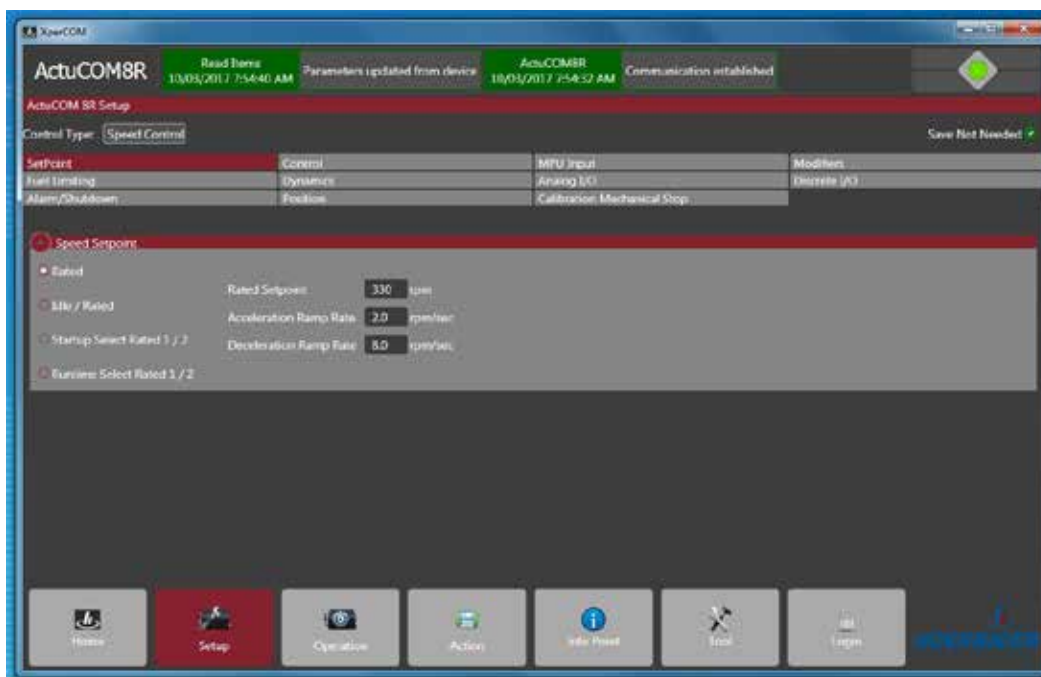 XperCOM
ActuCOM8R
Read Items
10/03/2017 7:54:40 AM
Parameters updated from device
ActuCOM8R
10/03/2017 7:54:32 AM
Communication established
ActuCOM 8R Setup
Control Type: Speed Control
Save Not Needed
SetPoint Control MPU Input Modifiers
Fuel Limiting Dynamics Analog I/O Discrete I/O
Alarm/Shutdown Position Calibration Mechanical Stop
Speed Setpoint
Rated
Rated Setpoint 330 rpm
Idle / Rated
Acceleration Ramp Rate 2.0 rpm/sec
Startup Select Rated 1 / 2
Deceleration Ramp Rate 8.0 rpm/sec
Runtime Select Rated 1 / 2
Home Setup Operation Action Info Point Tool Login